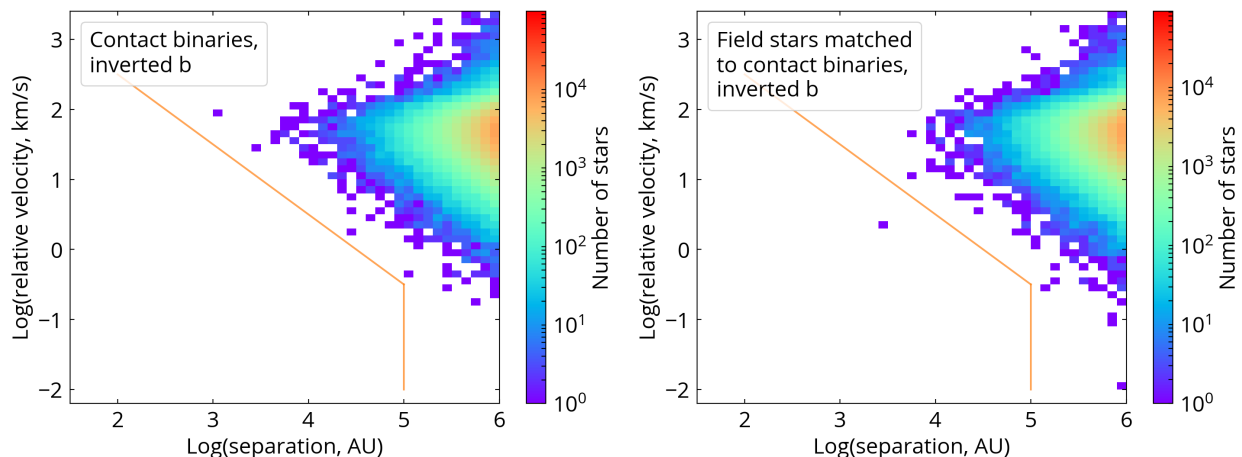 Contact binaries,
inverted b
Log(relative velocity, km/s)
3
2
1
0
−1
−2
2
3
4
5
6
Log(separation, AU)
10^4
10^3
10^2
10^1
10^0
Number of stars
Field stars matched
to contact binaries,
inverted b
Log(relative velocity, km/s)
3
2
1
0
−1
−2
2
3
4
5
6
Log(separation, AU)
10^4
10^3
10^2
10^1
10^0
Number of stars